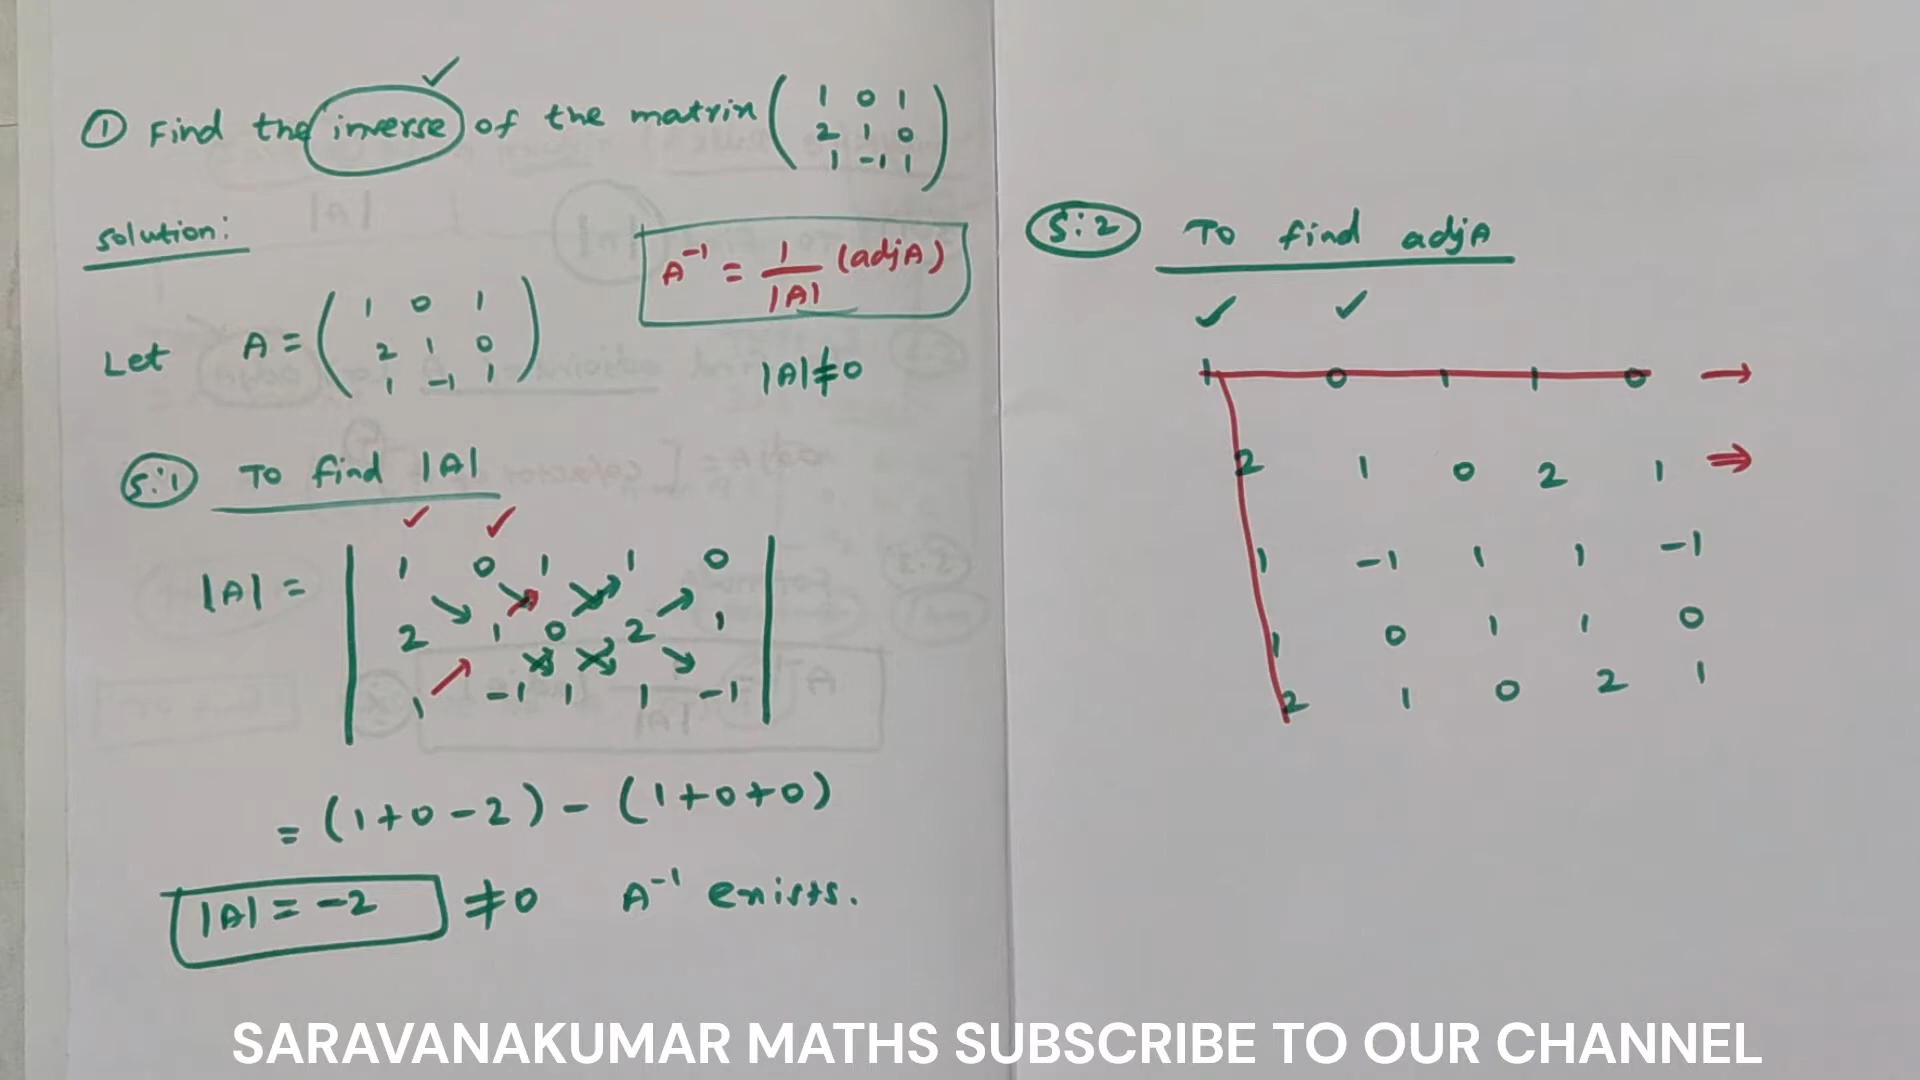 ① Find the inverse of the matrix ( 1 0 1
2 1 0
1 -1 1 )
Solution:
A⁻¹ = 1/|A| (adjA)
Let A = ( 1 0 1
2 1 0
1 -1 1 )
|A| ≠ 0
S:1 To find |A|
|A| = | 1 0 1 1 0
2 1 0 2 1
1 -1 1 1 -1 |
= (1+0-2) - (1+0+0)
|A| = -2 ≠ 0 A⁻¹ exists.
S:2 To find adjA
1 0 1 1 0 →
2 1 0 2 1 ⇒
1 -1 1 1 -1
1 0 1 1 0
2 1 0 2 1
SARAVANAKUMAR MATHS SUBSCRIBE TO OUR CHANNEL